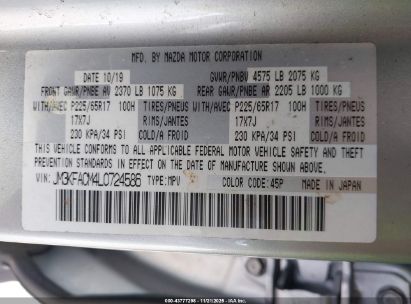 MFD. BY MAZDA MOTOR CORPORATION
DATE 10/19 GVWR/PNBV 4575 LB 2075 KG
FRONT GAWR/PNBE AV 2370 LB 1075 KG REAR GAWR/PNBE AR 2205 LB 1000 KG
WITH/AVEC P225/65R17 100H TIRES/PNEUS WITH/AVEC P225/65R17 100H TIRES/PNEUS
17X7J RIMS/JANTES 17X7J RIMS/JANTES
230 KPA/34 PSI COLD/A FROID 230 KPA/34 PSI COLD/A FROID
THIS VEHICLE CONFORMS TO ALL APPLICABLE FEDERAL MOTOR VEHICLE SAFETY AND THEFT
PREVENTION STANDARDS IN EFFECT ON THE DATE OF MANUFACTURE SHOWN ABOVE.
VIN: TYPE:MPV COLOR CODE:45P MADE IN JAPAN